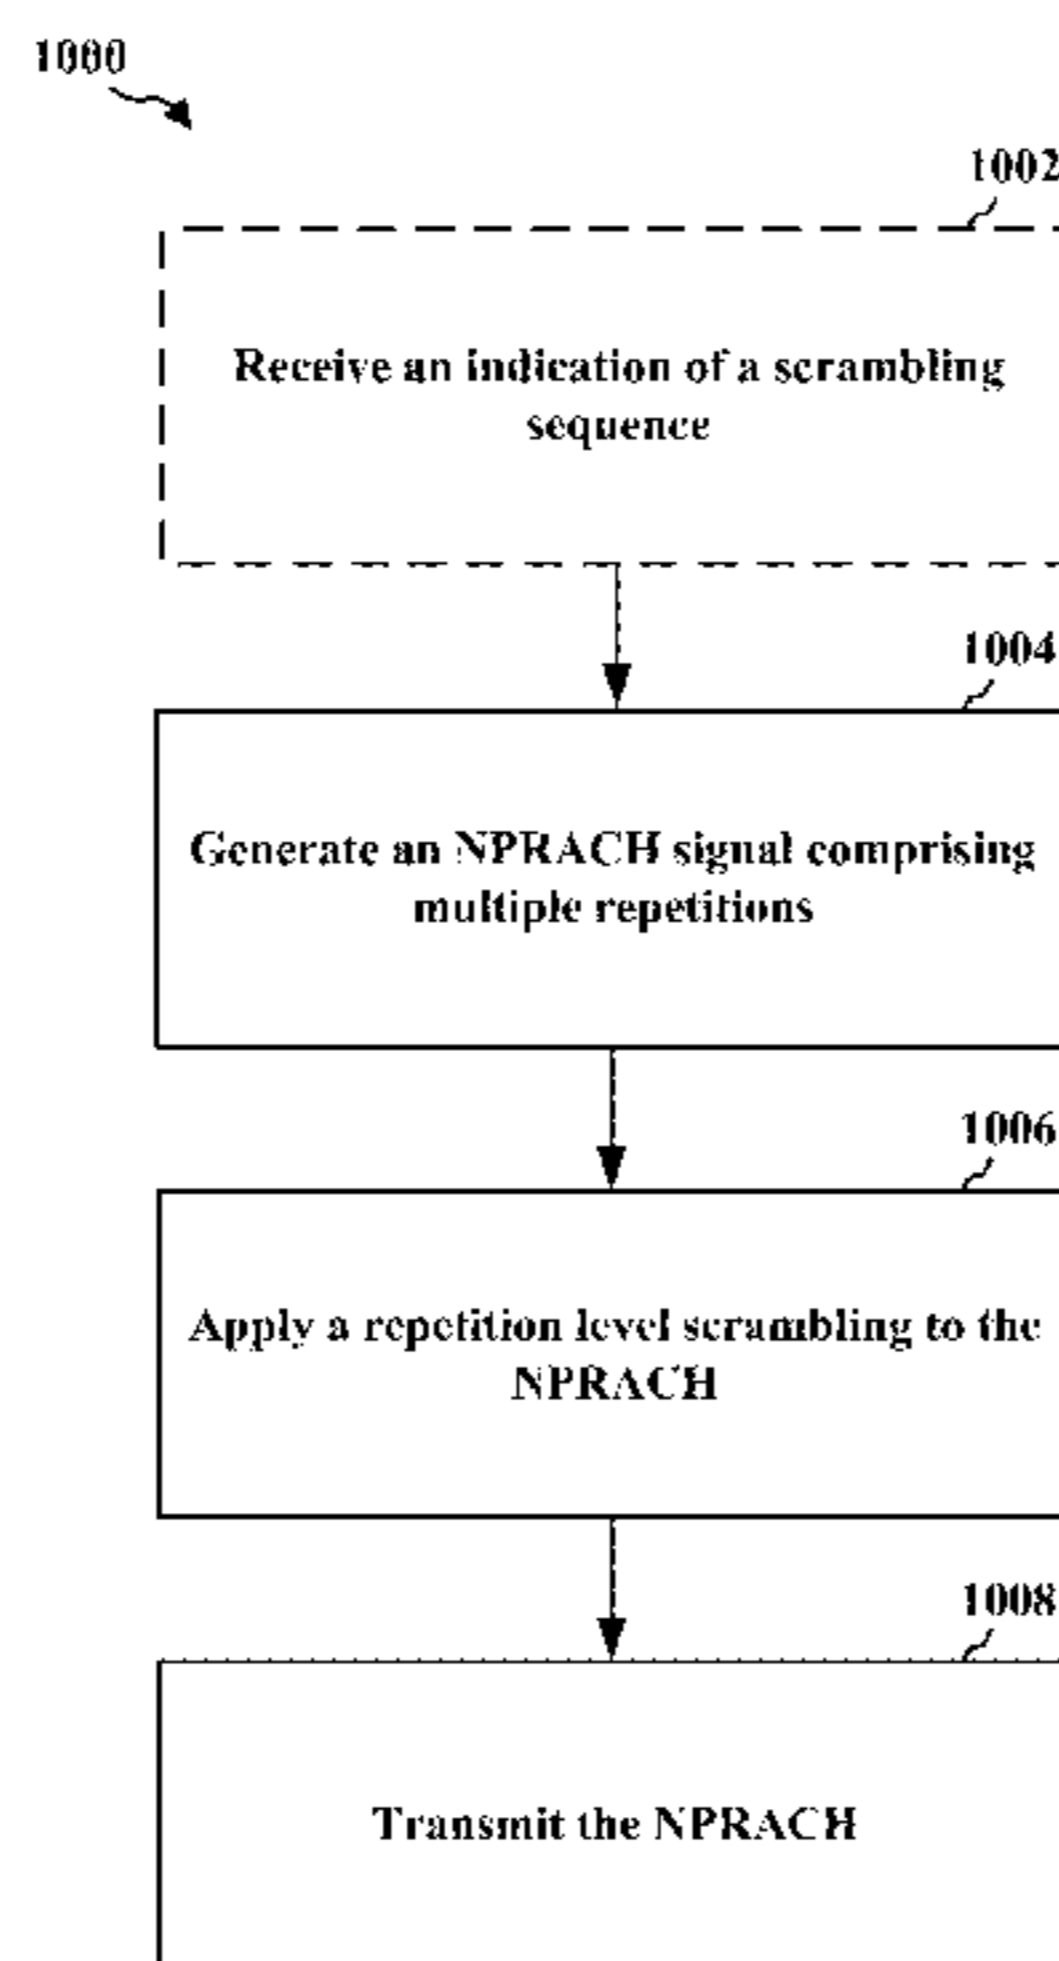 1000
1002
Receive an indication of a scrambling
sequence
1004
Generate an NPRACH signal comprising
multiple repetitions
1006
Apply a repetition level scrambling to the
NPRACH
1008
Transmit the NPRACH